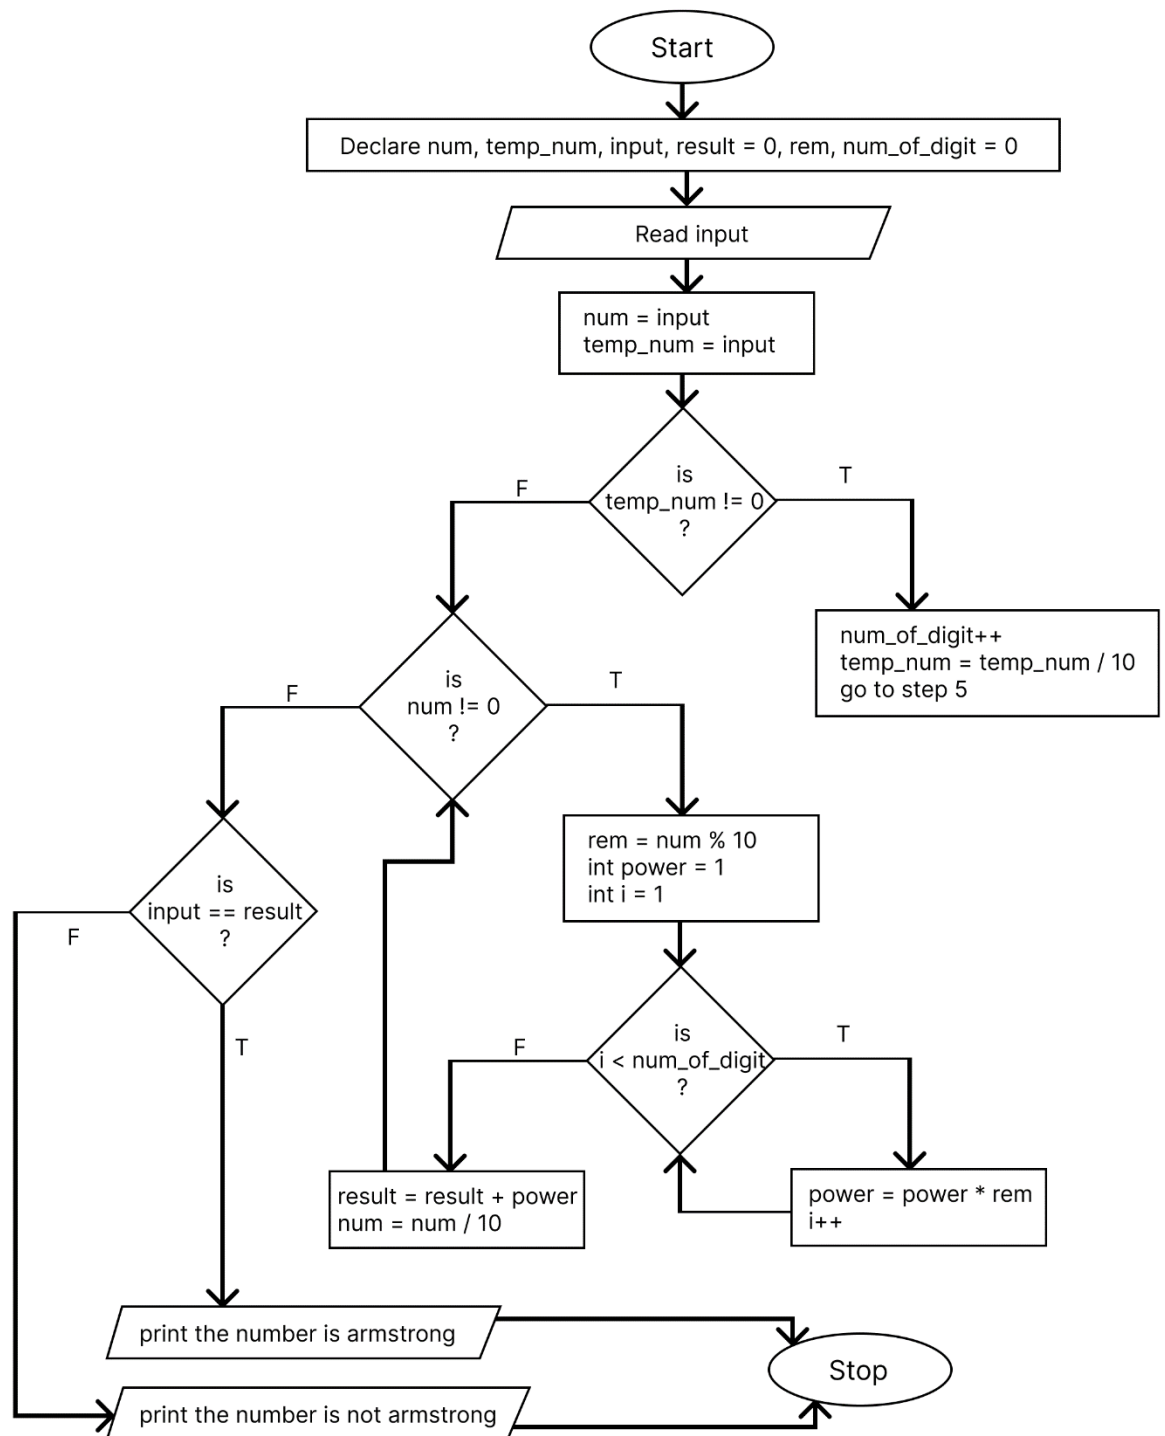 Start
Declare num, temp_num, input, result = 0, rem, num_of_digit = 0
Read input
num = input
temp_num = input
is
temp_num != 0
?
F
T
num_of_digit++
temp_num = temp_num / 10
go to step 5
is
num != 0
?
F
T
rem = num % 10
int power = 1
int i = 1
is
input == result
?
F
T
is
i < num_of_digit
?
F
T
result = result + power
num = num / 10
power = power * rem
i++
print the number is armstrong
Stop
print the number is not armstrong